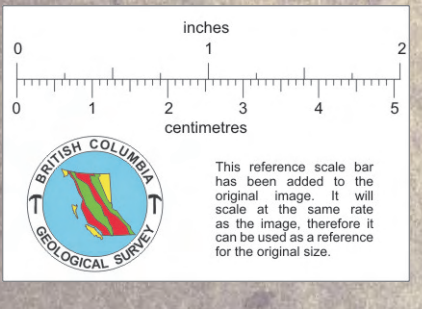 inches
0 1 2
0 1 2 3 4 5
centimetres
BRITISH COLUMBIA
GEOLOGICAL SURVEY
This reference scale bar
has been added to the
original image. It will
scale at the same rate
as the image, therefore it
can be used as a reference
for the original size.